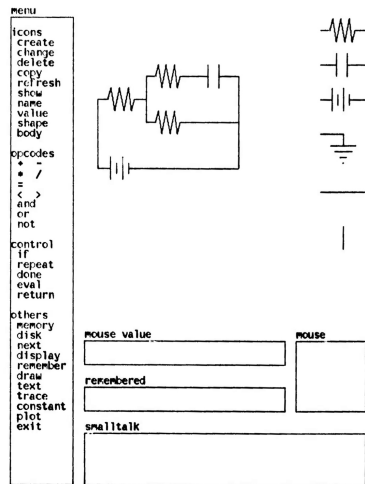 menu
icons
create
change
delete
copy
refresh
show
name
value
shape
body
opcodes
+ -
* /
=
< >
and
or
not
control
if
repeat
done
eval
return
others
memory
disk
next
display
remember
draw
text
trace
constant
plot
exit
mouse value
mouse
remembered
smalltalk